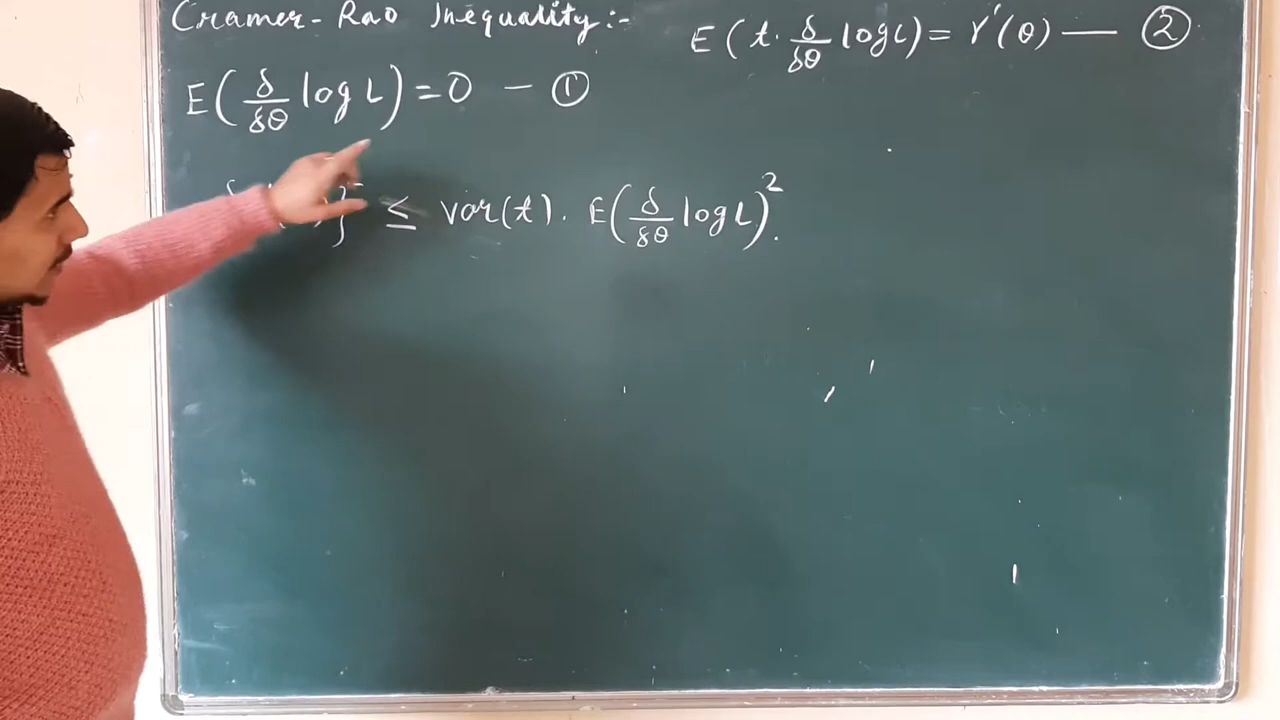 Cramer-Rao Inequality:-
E(t. δ/δθ log L) = γ'(θ) — ②
E(δ/δθ log L) = 0 - ①
≤ var(t). E(δ/δθ log L)².